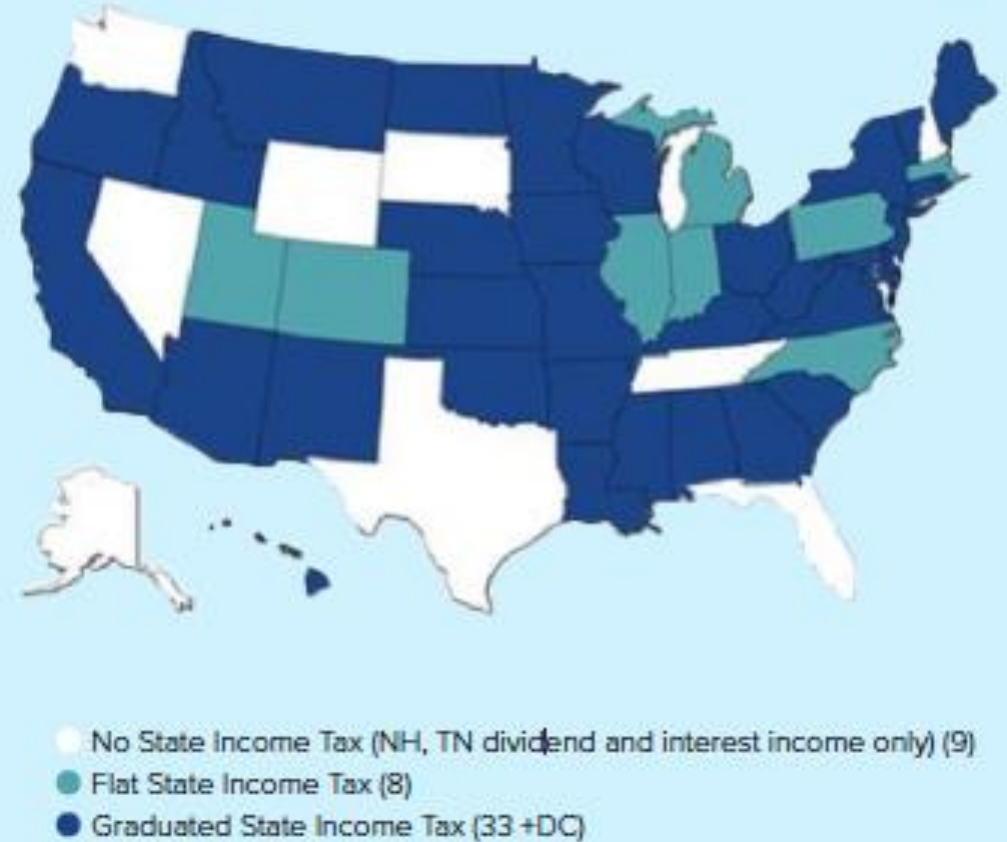 No State Income Tax (NH, TN dividend and interest income only) (9)
Flat State Income Tax (8)
Graduated State Income Tax (33 +DC)